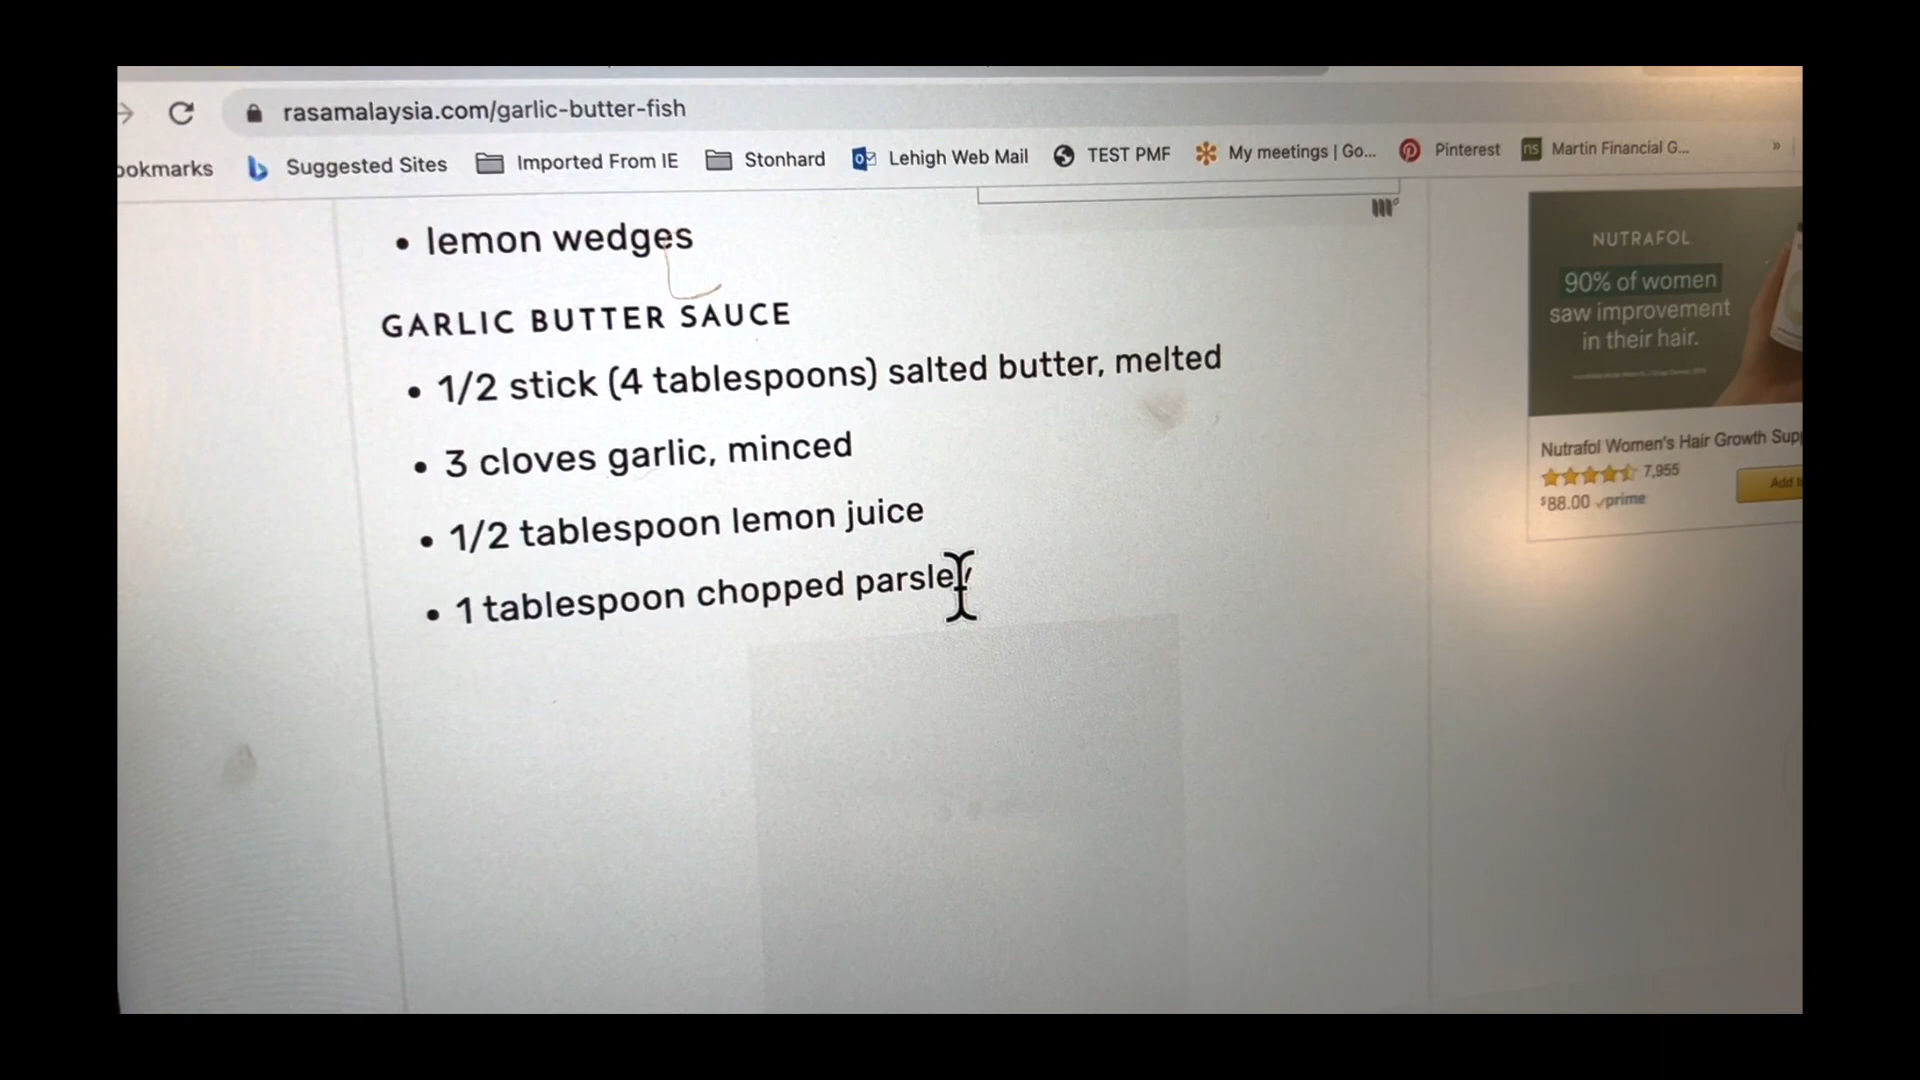 rasamalaysia.com/garlic-butter-fish
ookmarks Suggested Sites Imported From IE Stonhard Lehigh Web Mail TEST PMF My meetings | Go... Pinterest ns Martin Financial G... »
• lemon wedges
GARLIC BUTTER SAUCE
• 1/2 stick (4 tablespoons) salted butter, melted
• 3 cloves garlic, minced
• 1/2 tablespoon lemon juice
• 1 tablespoon chopped parsley
NUTRAFOL
90% of women
saw improvement
in their hair.
Nutrafol Women's Hair Growth Sup
7,955
$88.00 prime
Add